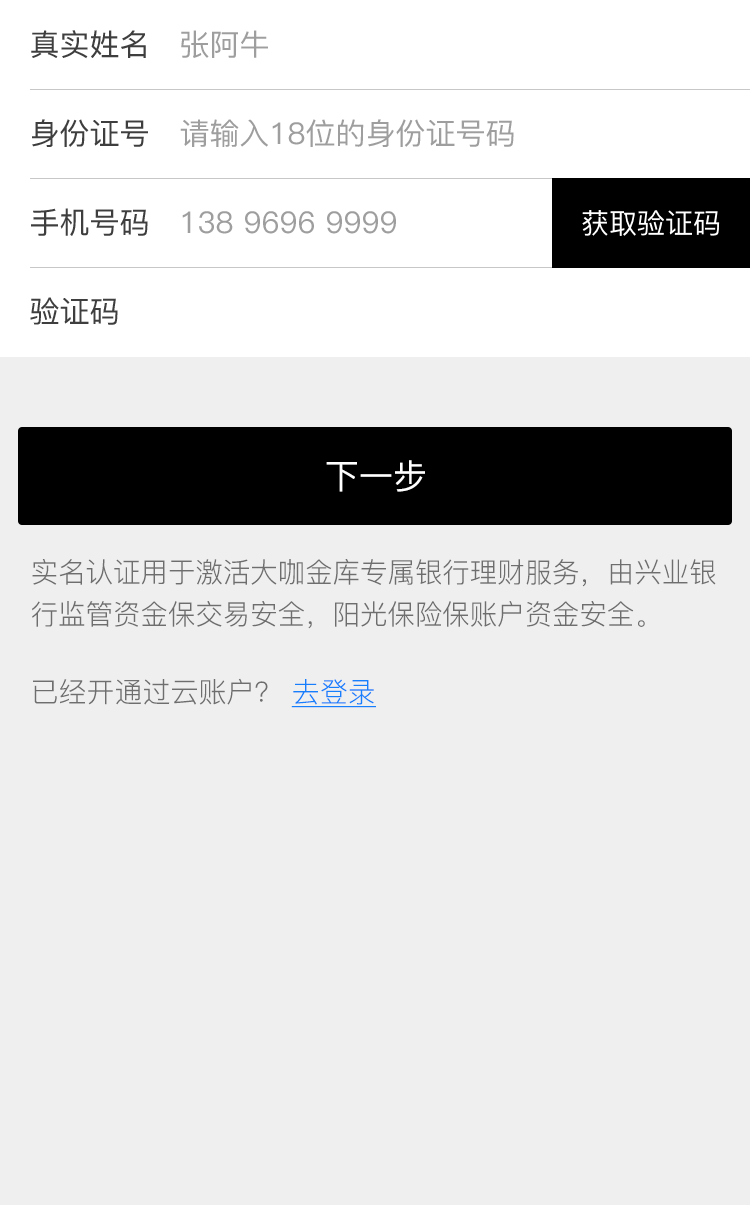 真实姓名 张阿牛
身份证号 请输入18位的身份证号码
手机号码 138 9696 9999 获取验证码
验证码
下一步
实名认证用于激活大咖金库专属银行理财服务，由兴业银
行监管资金保交易安全，阳光保险保账户资金安全。
已经开通过云账户？ 去登录